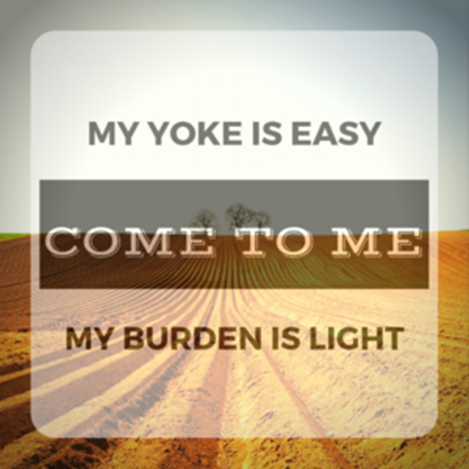 MY YOKE IS EASY
COME TO ME
MY BURDEN IS LIGHT